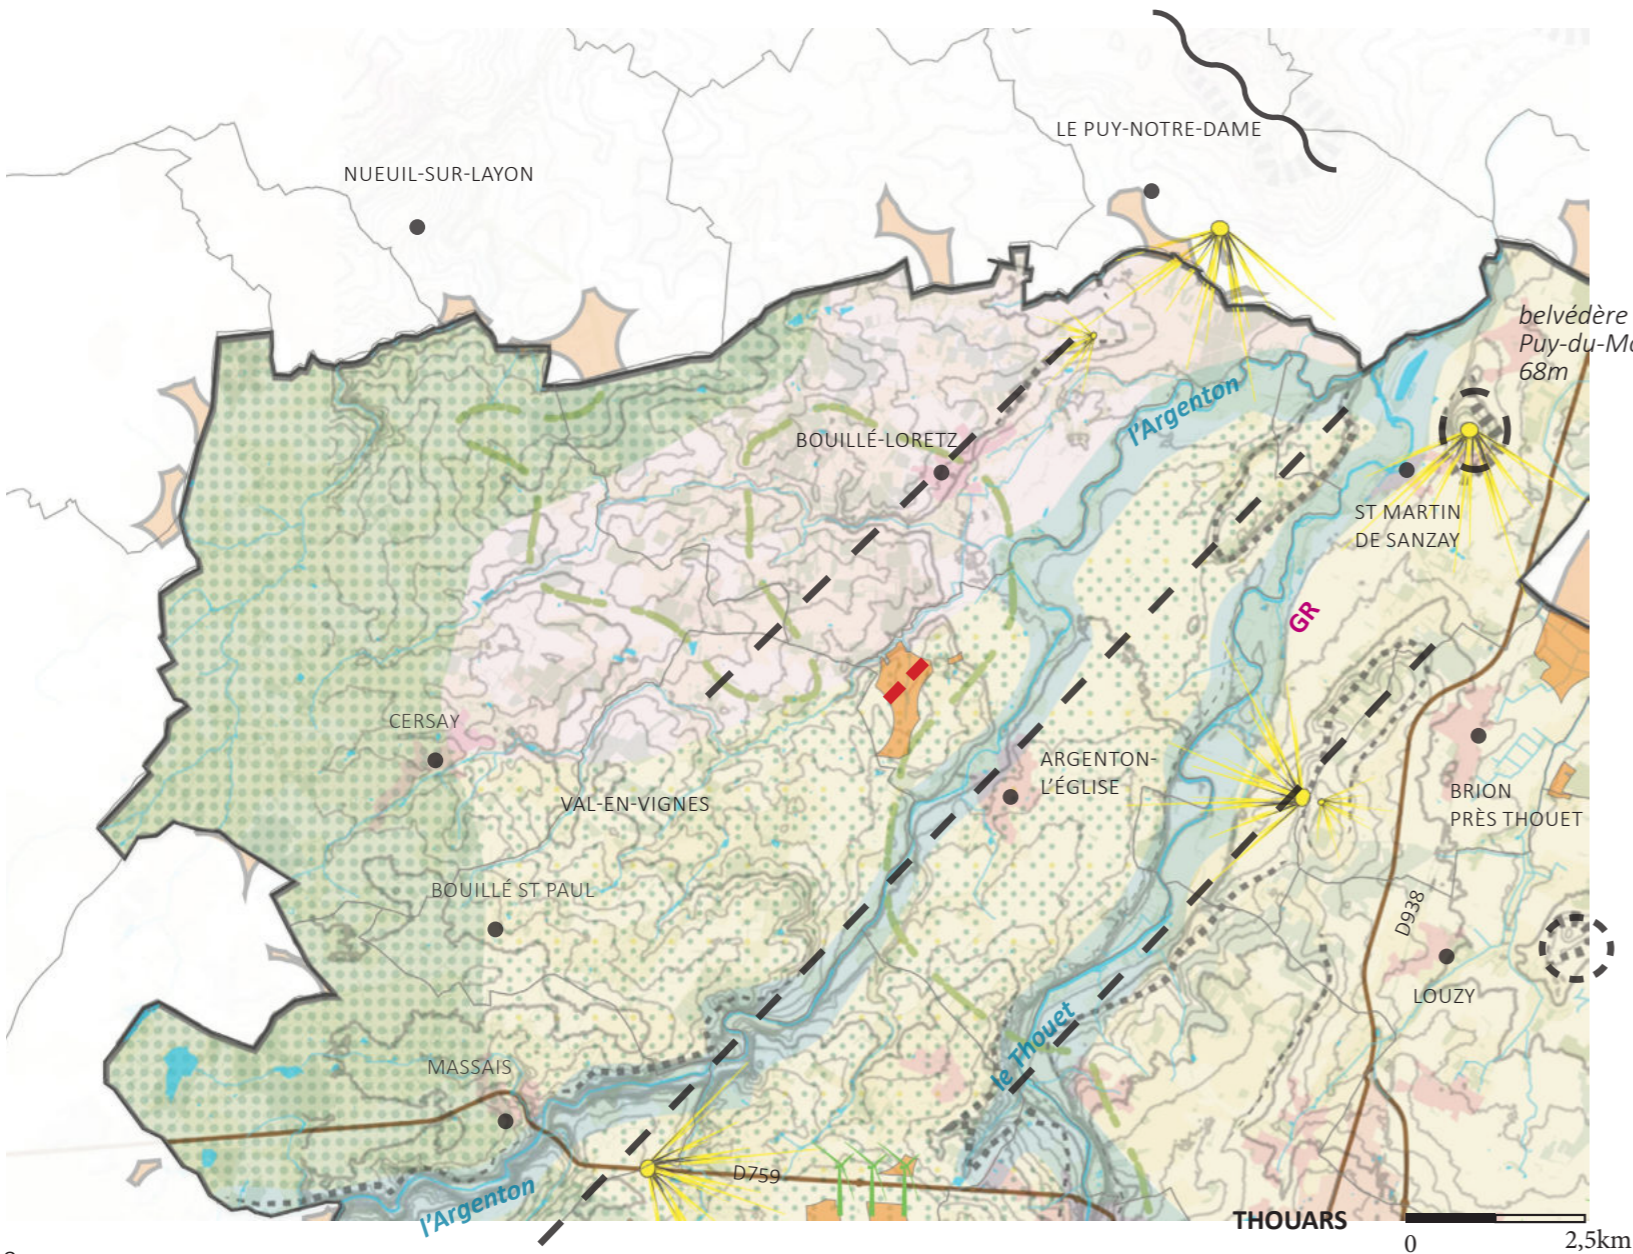 LE PUY-NOTRE-DAME
NUEUIL-SUR-LAYON
belvédère
Puy-du-Mo
68m
l'Argenton
BOUILLÉ-LORETZ
ST MARTIN
DE SANZAY
GR
CERSAY
ARGENTON-
L'ÉGLISE
VAL-EN-VIGNES
BRION
PRÈS THOUET
BOUILLÉ ST PAUL
D938
LOUZY
le Thouet
MASSAIS
D759
l'Argenton
THOUARS
0
2,5km